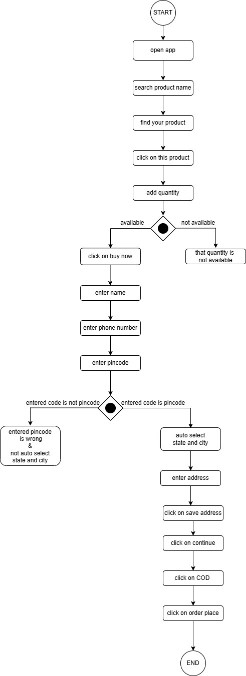 START
open app
search product name
find your product
click on this product
add quantity
available
not available
click on buy now
that quantity is
not available
enter name
enter phone number
enter pincode
entered code is not pincode
entered code is pincode
entered pincode
is wrong
&
not auto select
state and city
auto select
state and city
enter address
click on save address
click on continue
click on COD
click on order place
END